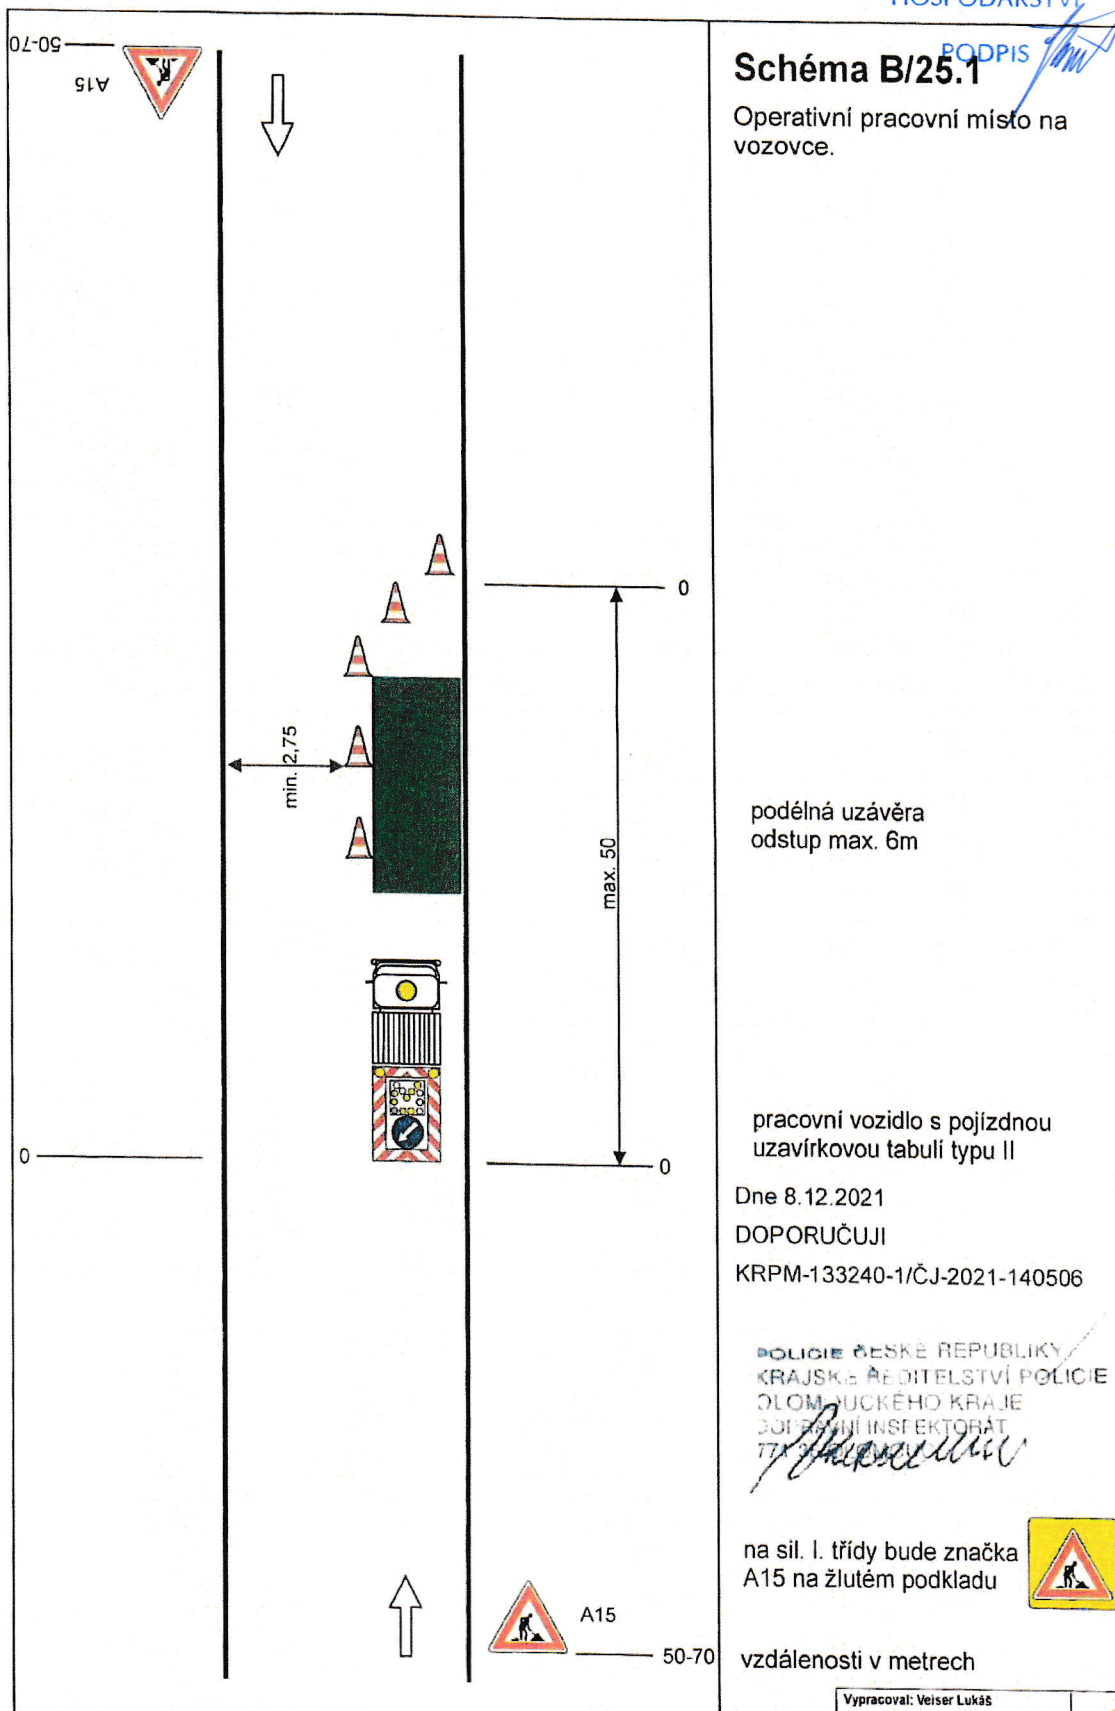 HOSPODÁŘSTVÍ
PODPIS
Schéma B/25.1
Operativní pracovní místo na
vozovce.
50-70
A15
0
min. 2,75
max. 50
podélná uzávěra
odstup max. 6m
pracovní vozidlo s pojízdnou
uzavírkovou tabulí typu II
0
0
Dne 8.12.2021
DOPORUČUJI
KRPM-133240-1/ČJ-2021-140506
POLICIE ČESKÉ REPUBLIKY
KRAJSKÉ ŘEDITELSTVÍ POLICIE
OLOMOUCKÉHO KRAJE
DOPRAVNÍ INSPEKTORÁT
na sil. I. třídy bude značka
A15 na žlutém podkladu
A15
50-70
vzdálenosti v metrech
Vypracoval: Veiser Lukáš